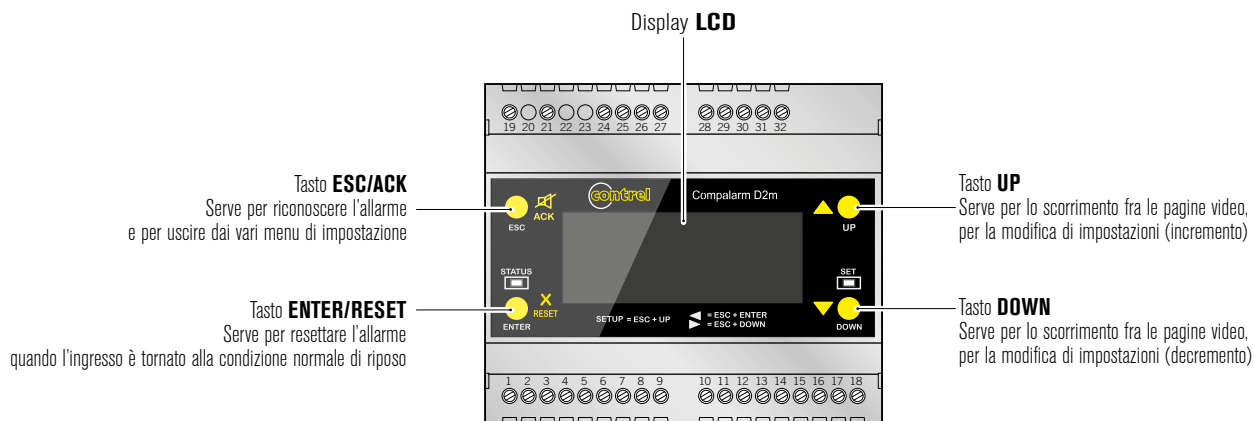 Display LCD
19 20 21 22 23 24 25 26 27 28 29 30 31 32
Tasto ESC/ACK
Serve per riconoscere l'allarme
e per uscire dai vari menu di impostazione
Tasto ENTER/RESET
Serve per resettare l'allarme
quando l'ingresso è tornato alla condizione normale di riposo
contrel
Compalarm D2m
ACK
ESC
UP
STATUS
SET
X
RESET
ENTER
SETUP = ESC + UP
= ESC + ENTER
= ESC + DOWN
DOWN
Tasto UP
Serve per lo scorrimento fra le pagine video,
per la modifica di impostazioni (incremento)
Tasto DOWN
Serve per lo scorrimento fra le pagine video,
per la modifica di impostazioni (decremento)
1 2 3 4 5 6 7 8 9 10 11 12 13 14 15 16 17 18